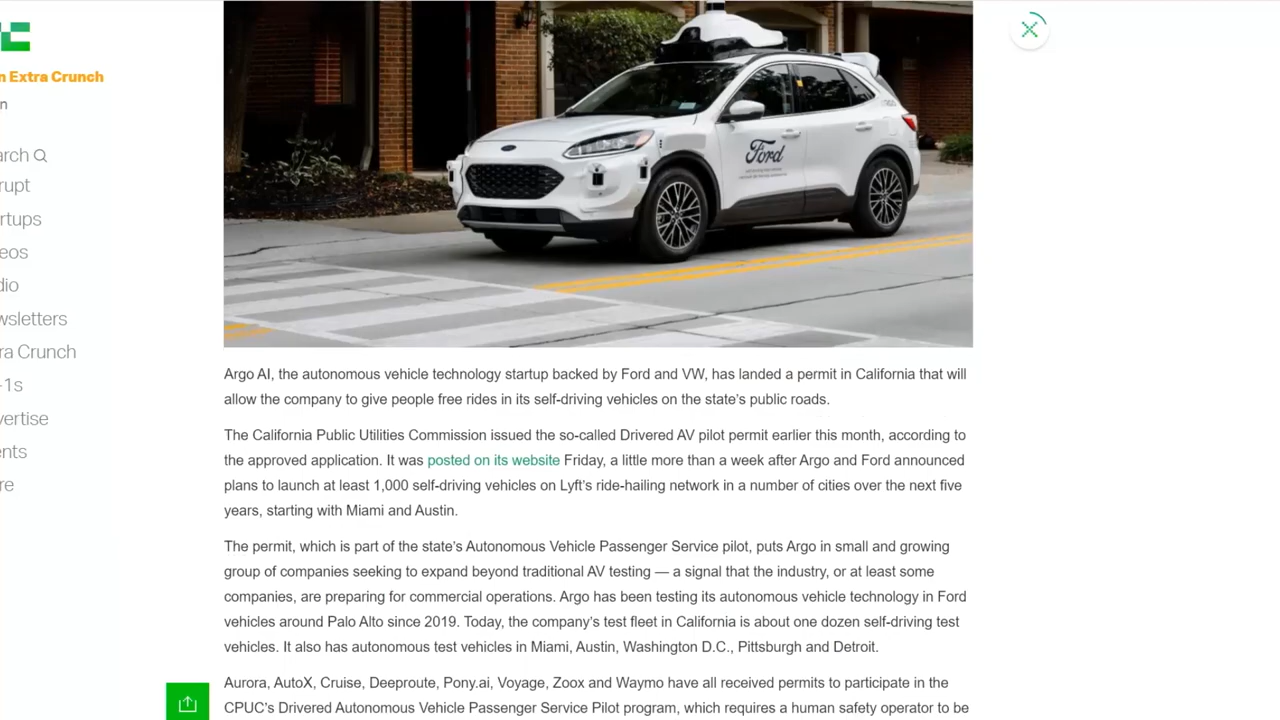 n Extra Crunch
n
arch
rupt
rtups
eos
dio
wsletters
ra Crunch
-1s
vertise
ents
re
Ford
Argo AI, the autonomous vehicle technology startup backed by Ford and VW, has landed a permit in California that will
allow the company to give people free rides in its self-driving vehicles on the state’s public roads.
The California Public Utilities Commission issued the so-called Drivered AV pilot permit earlier this month, according to
the approved application. It was posted on its website Friday, a little more than a week after Argo and Ford announced
plans to launch at least 1,000 self-driving vehicles on Lyft’s ride-hailing network in a number of cities over the next five
years, starting with Miami and Austin.
The permit, which is part of the state’s Autonomous Vehicle Passenger Service pilot, puts Argo in small and growing
group of companies seeking to expand beyond traditional AV testing — a signal that the industry, or at least some
companies, are preparing for commercial operations. Argo has been testing its autonomous vehicle technology in Ford
vehicles around Palo Alto since 2019. Today, the company’s test fleet in California is about one dozen self-driving test
vehicles. It also has autonomous test vehicles in Miami, Austin, Washington D.C., Pittsburgh and Detroit.
Aurora, AutoX, Cruise, Deeproute, Pony.ai, Voyage, Zoox and Waymo have all received permits to participate in the
CPUC’s Drivered Autonomous Vehicle Passenger Service Pilot program, which requires a human safety operator to be